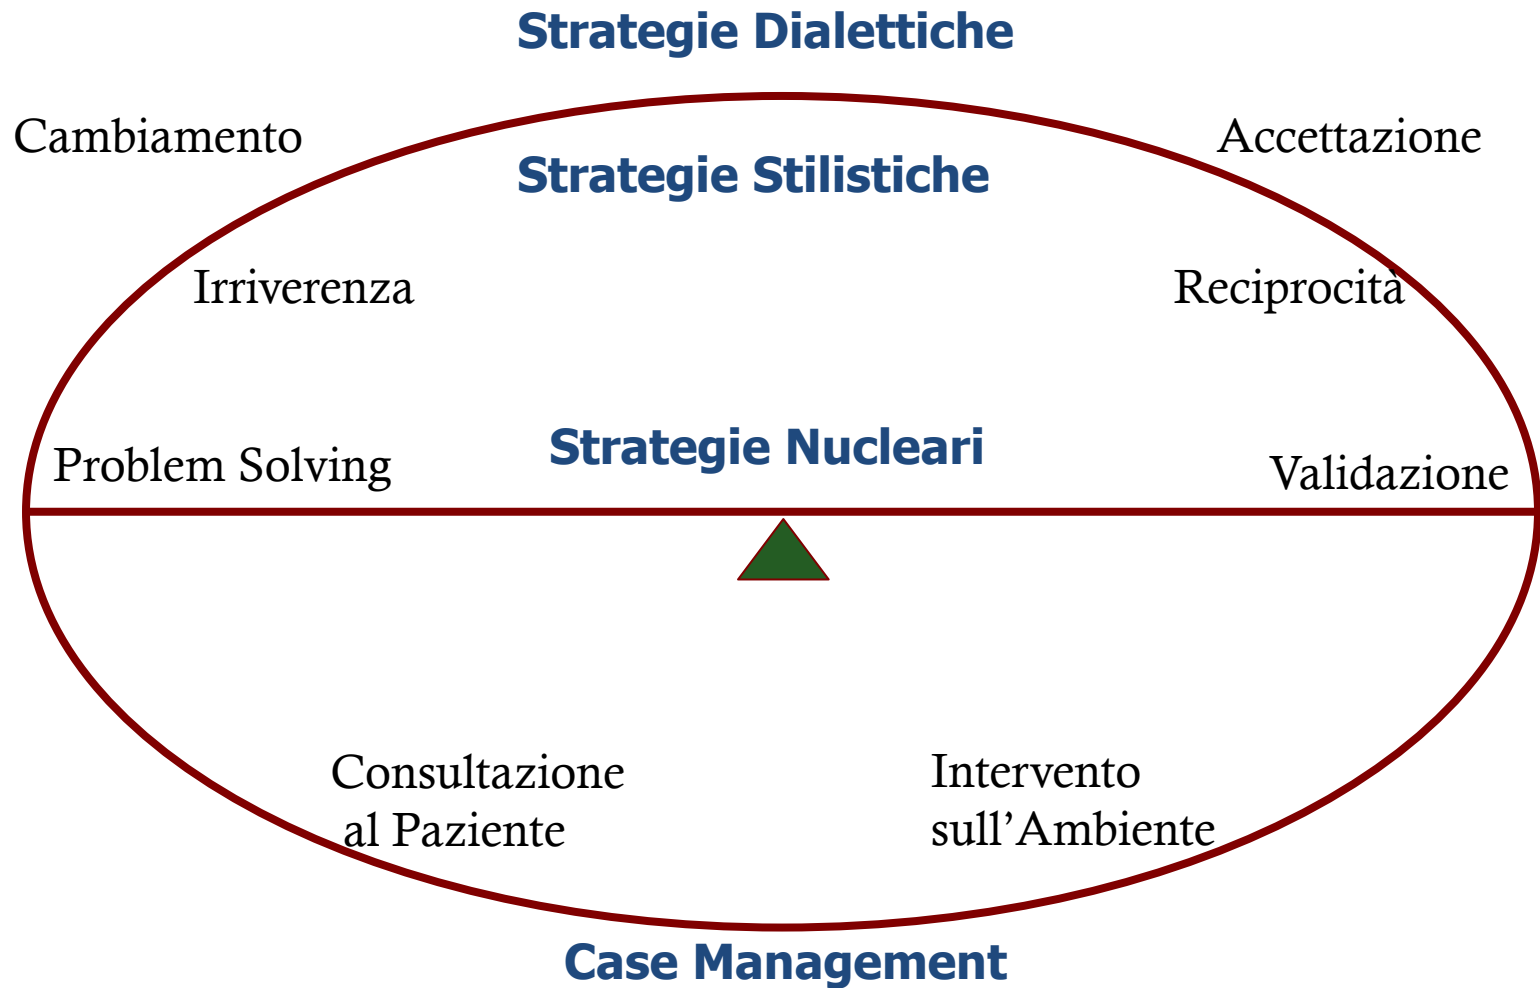 Strategie Dialettiche
Cambiamento
Accettazione
Strategie Stilistiche
Irriverenza
Reciprocità
Strategie Nucleari
Problem Solving
Validazione
Consultazione
al Paziente
Intervento
sull’Ambiente
Case Management